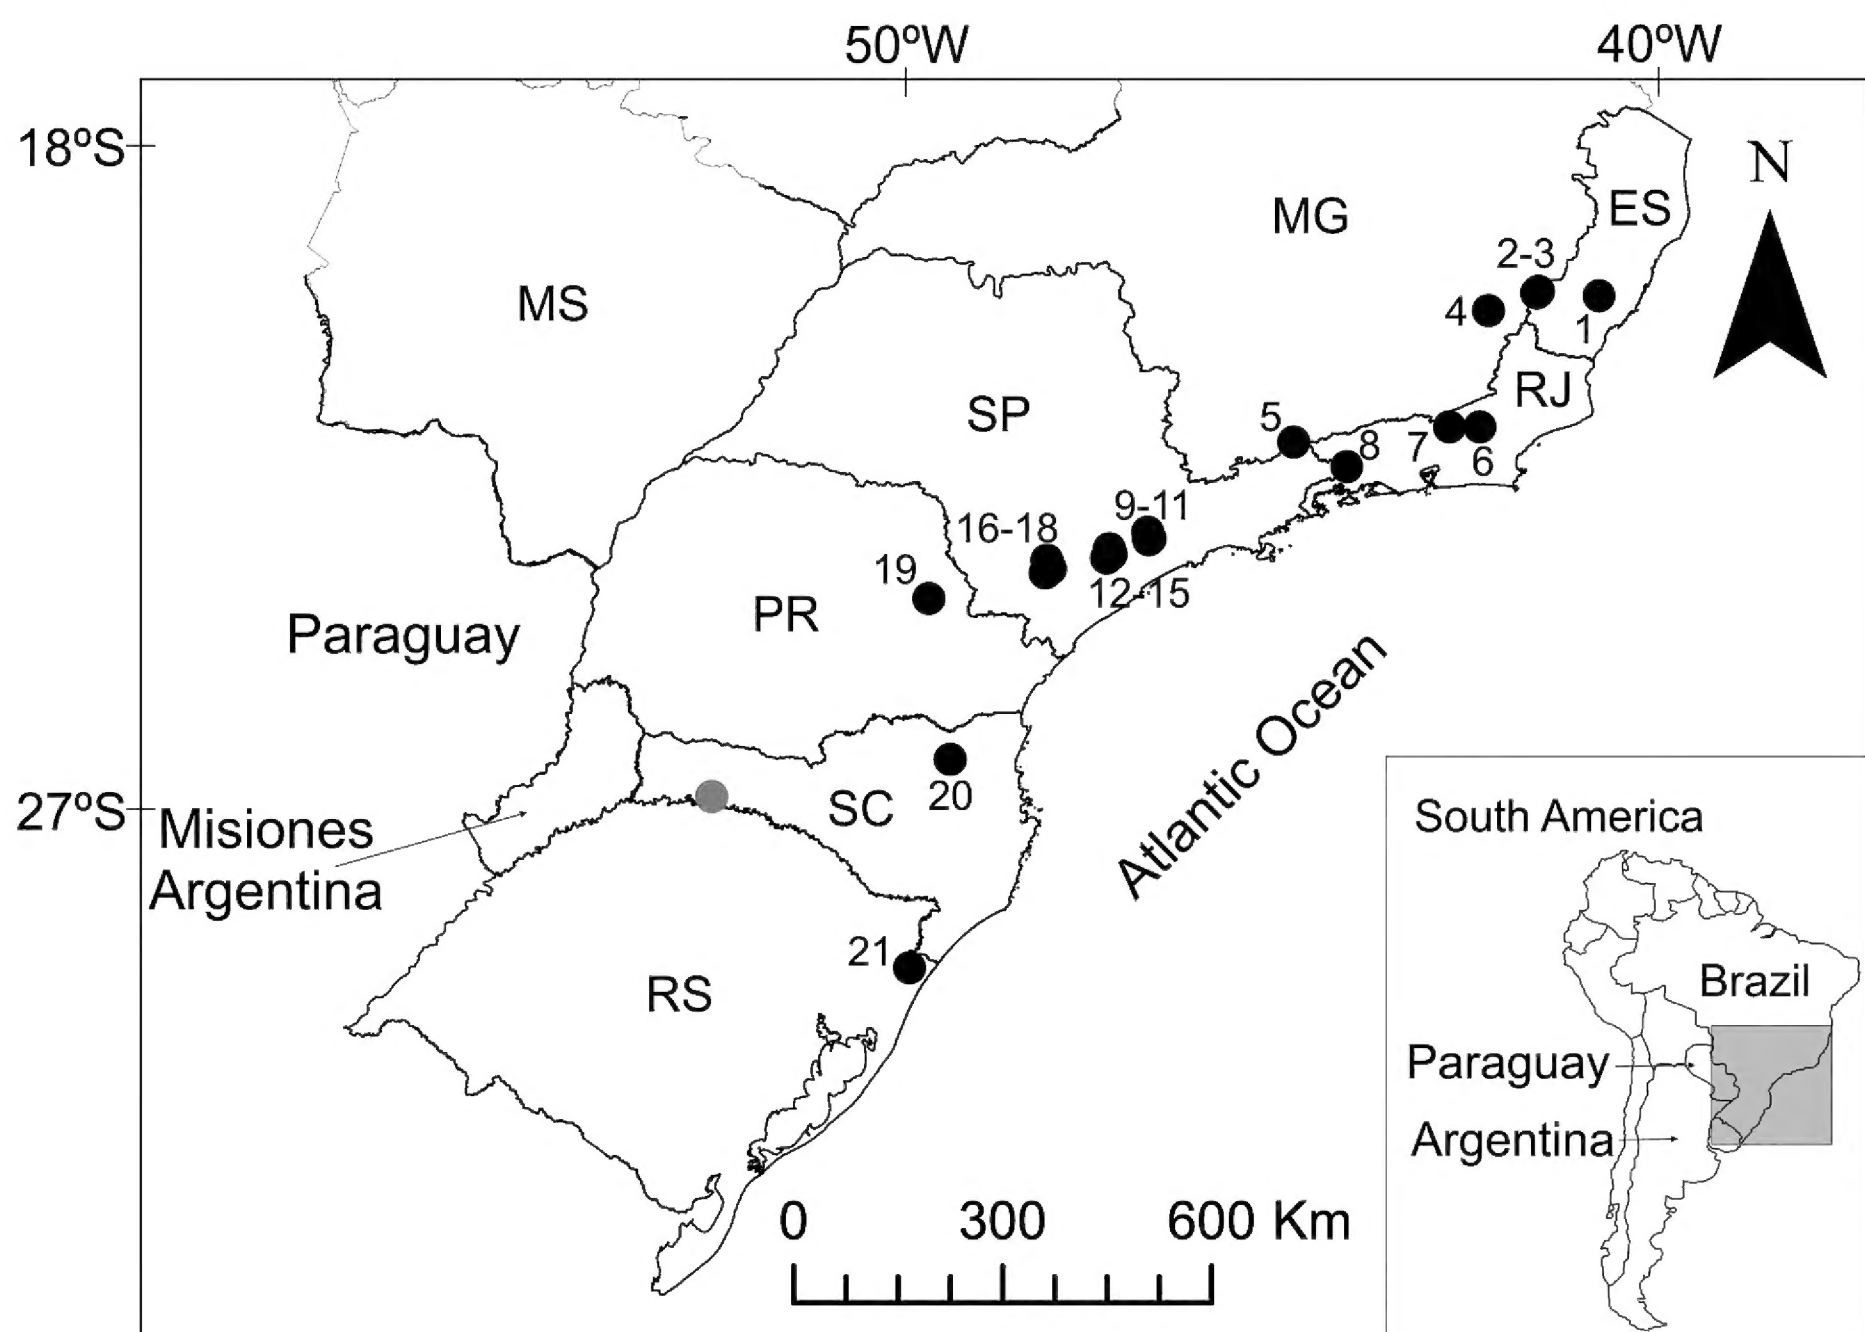 50ºW
40ºW
18ºS
N
ES
MG
2-3
MS
4
1
RJ
SP
5
8
7
6
9-11
16-18
19
12-15
PR
Paraguay
Atlantic Ocean
20
SC
27ºS
Misiones
Argentina
South America
21
RS
Brazil
Paraguay
Argentina
0 300 600 Km